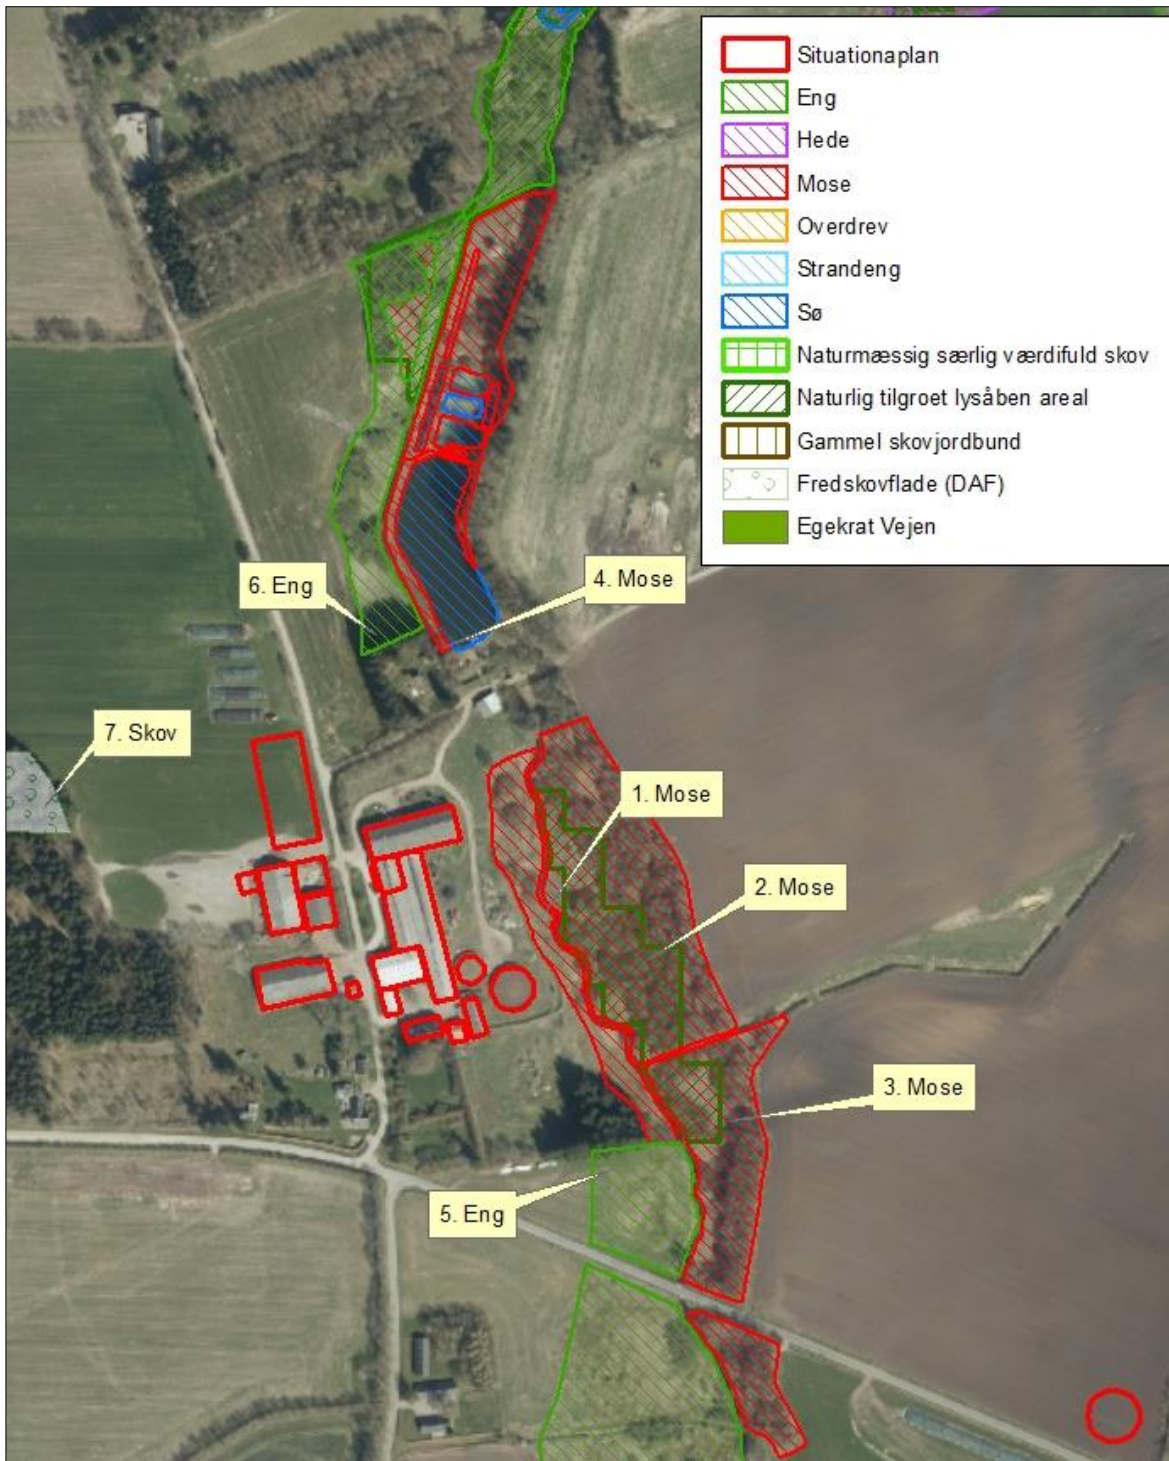 Situationaplan
Eng
Hede
Mose
Overdrev
Strandeng
Sø
Naturmæssig særlig værdifuld skov
Naturlig tilgroet lysåben areal
Gammel skovjordbund
Fredskovflade (DAF)
Egekrat Vejen
6. Eng
4. Mose
7. Skov
1. Mose
2. Mose
3. Mose
5. Eng